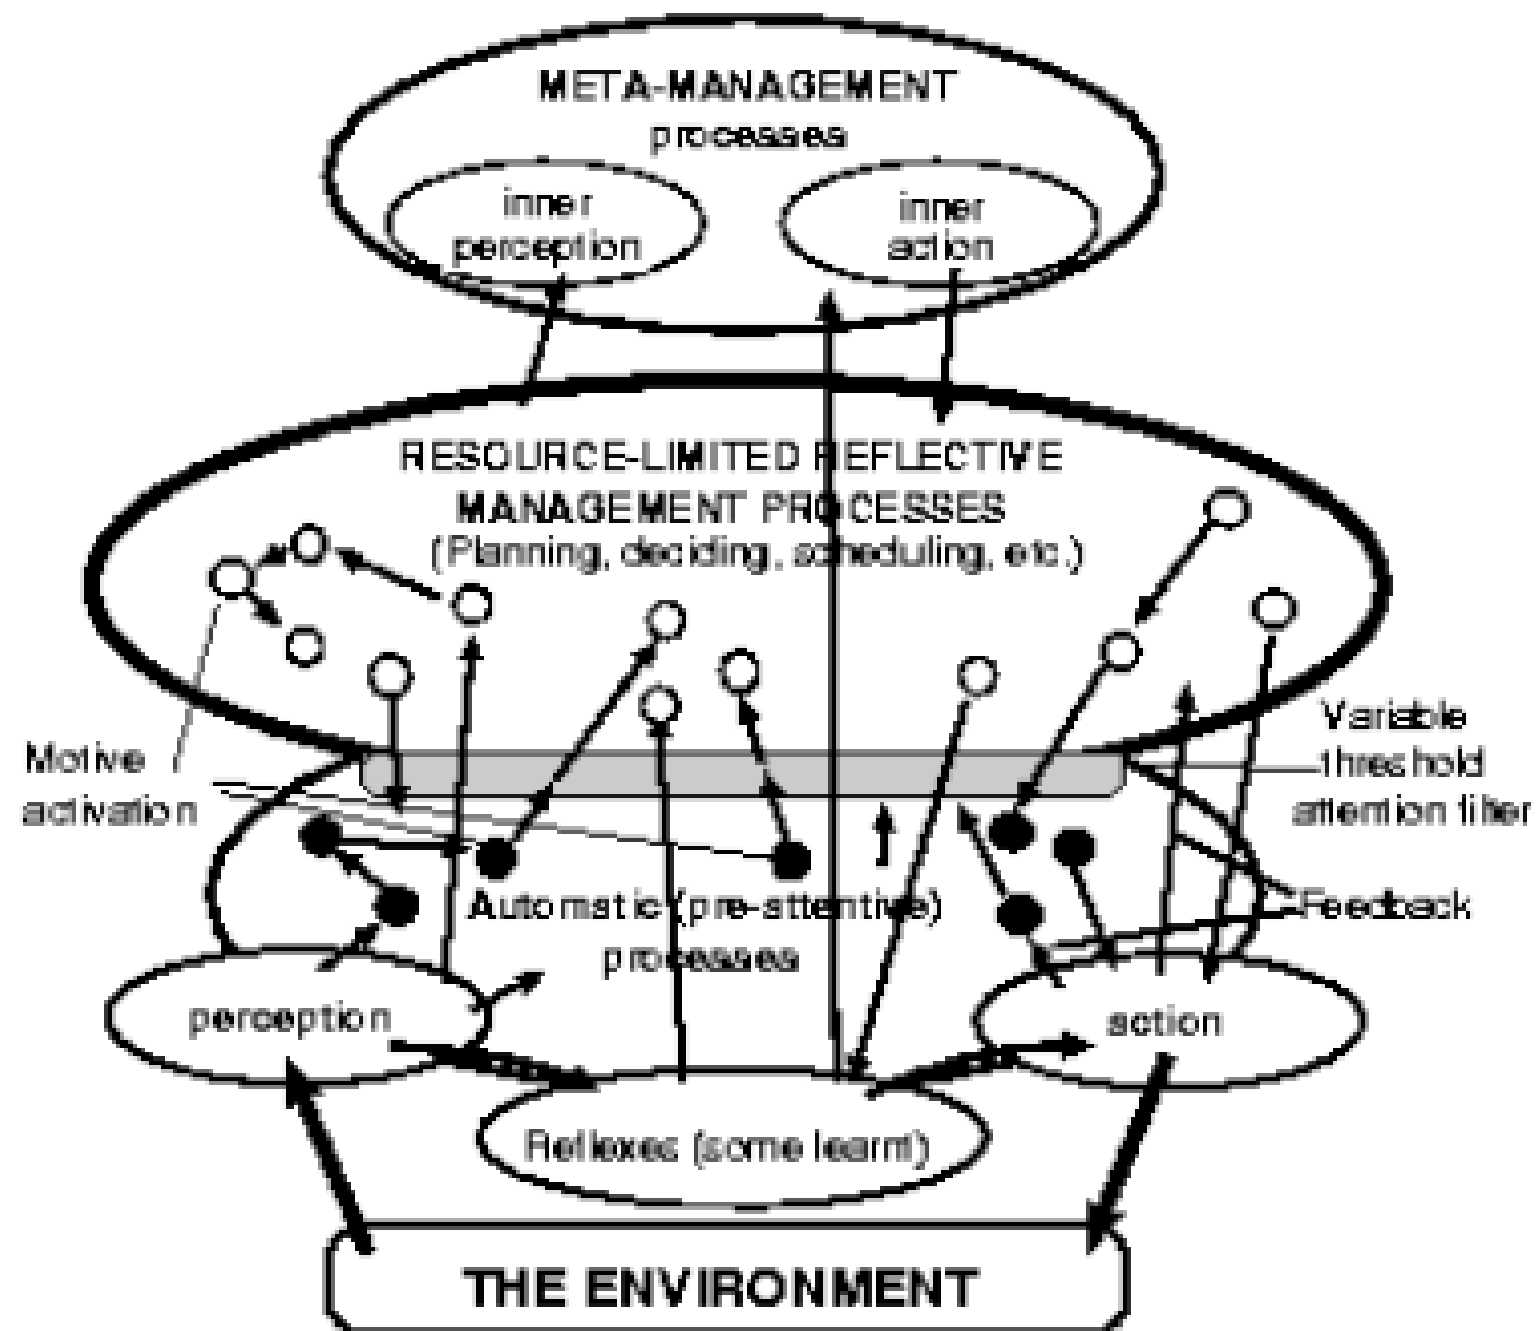 META-MANAGEMENT
processes
inner
perception
inner
action
RESOURCE-LIMITED REFLECTIVE
MANAGEMENT PROCESSES
(Planning, deciding, scheduling, etc.)
Motive
activation
Variable
threshold
attention filter
Automatic (pre-attentive)
processes
Feedback
perception
action
Reflexes (some learnt)
THE ENVIRONMENT